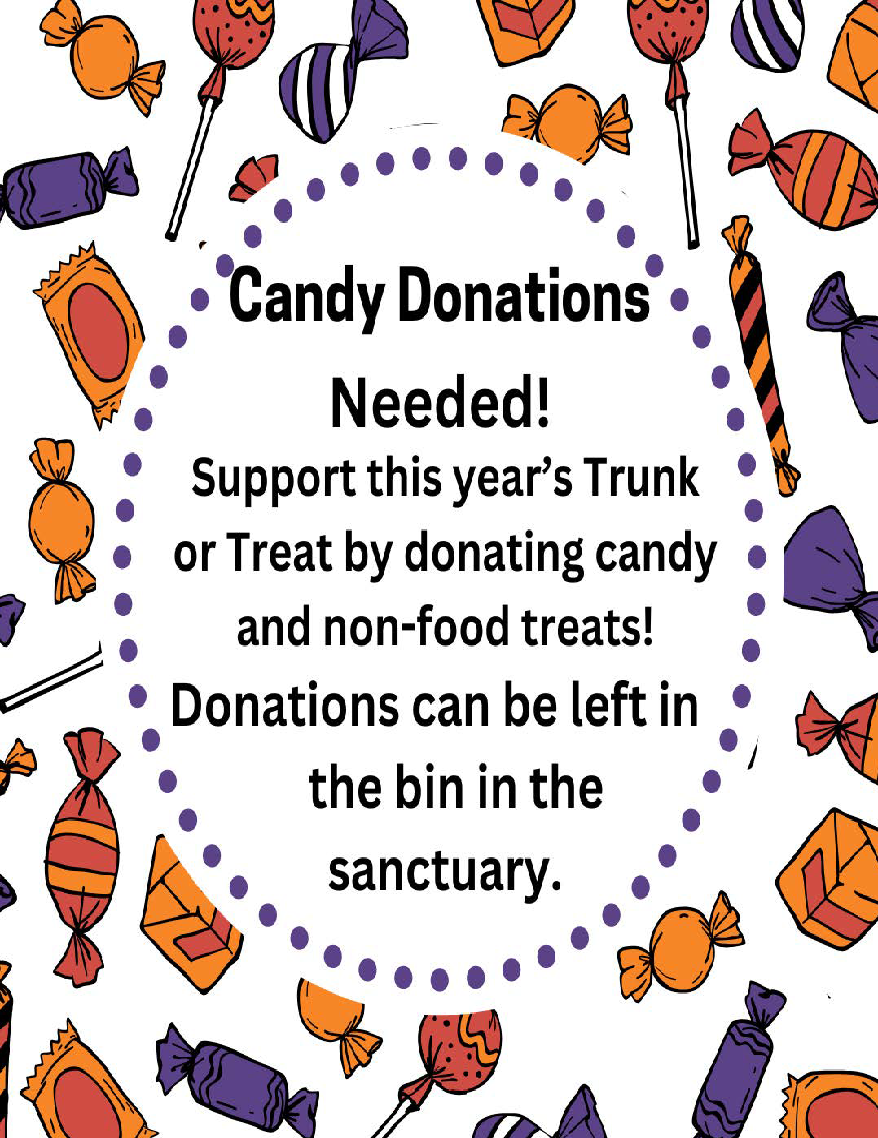 Candy Donations
Needed!
Support this year’s Trunk
or Treat by donating candy
and non-food treats!
Donations can be left in
the bin in the
sanctuary.